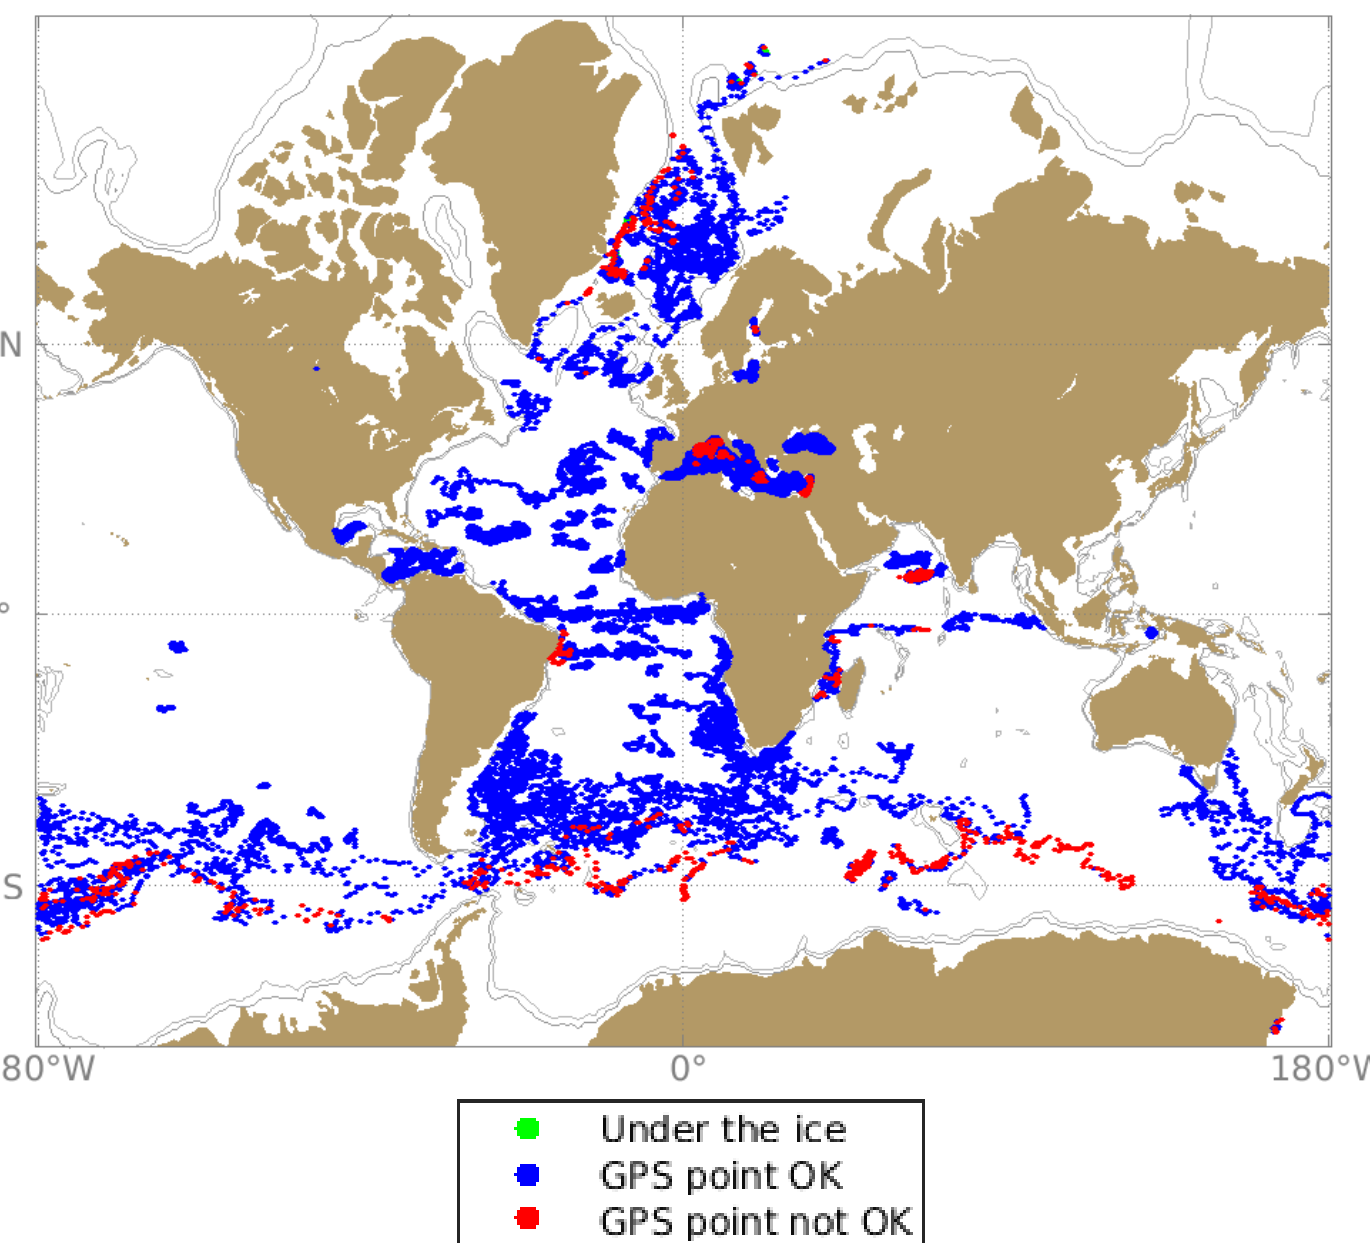 N
°
S
80°W 0° 180°W
Under the ice
GPS point OK
GPS point not OK